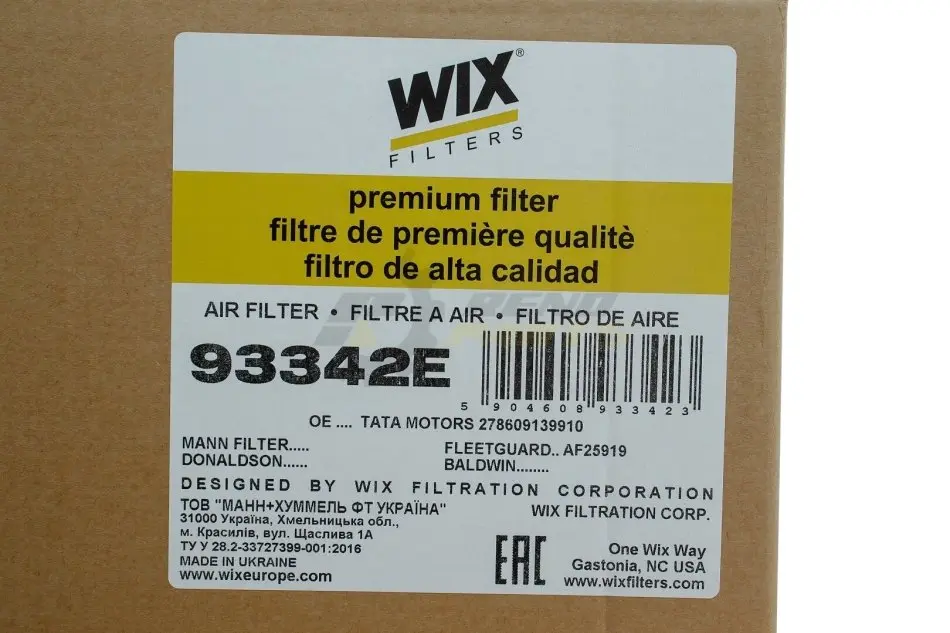 WIX®
FILTERS
premium filter
filtre de première qualitè
filtro de alta calidad
AIR FILTER • FILTRE A AIR • FILTRO DE AIRE
93342E
5 904608 933423
OE .... TATA MOTORS 278609139910
MANN FILTER.....
FLEETGUARD.. AF25919
DONALDSON......
BALDWIN........
DESIGNED BY WIX FILTRATION CORPORATION
ТОВ "МАНН+ХУММЕЛЬ ФТ УКРАЇНА"
WIX FILTRATION CORP.
31000 Україна, Хмельницька обл.,
м. Красилів, вул. Щаслива 1А
ТУ У 28.2-33727399-001:2016
MADE IN UKRAINE
www.wixeurope.com
EAC
One Wix Way
Gastonia, NC USA
www.wixfilters.com